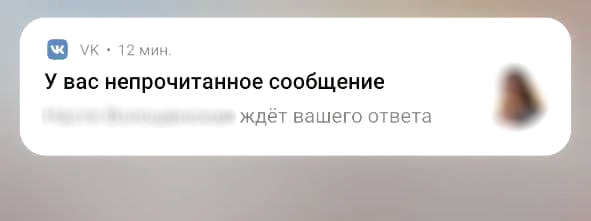 VK • 12 мин.
У вас непрочитанное сообщение
ждёт вашего ответа